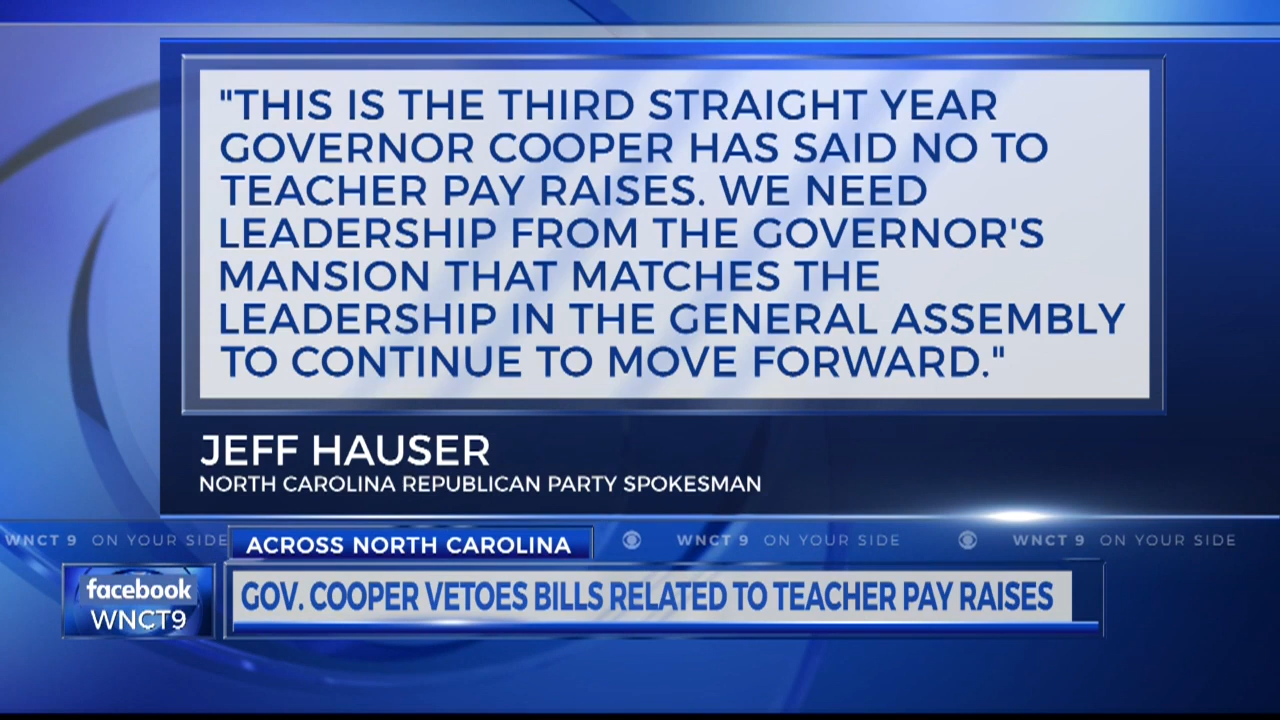 "THIS IS THE THIRD STRAIGHT YEAR
GOVERNOR COOPER HAS SAID NO TO
TEACHER PAY RAISES. WE NEED
LEADERSHIP FROM THE GOVERNOR'S
MANSION THAT MATCHES THE
LEADERSHIP IN THE GENERAL ASSEMBLY
TO CONTINUE TO MOVE FORWARD."
JEFF HAUSER
NORTH CAROLINA REPUBLICAN PARTY SPOKESMAN
WNCT 9 ON YOUR SIDE
ACROSS NORTH CAROLINA
WNCT 9 ON YOUR SIDE
WNCT 9 ON YOUR SIDE
facebook
WNCT9
GOV. COOPER VETOES BILLS RELATED TO TEACHER PAY RAISES